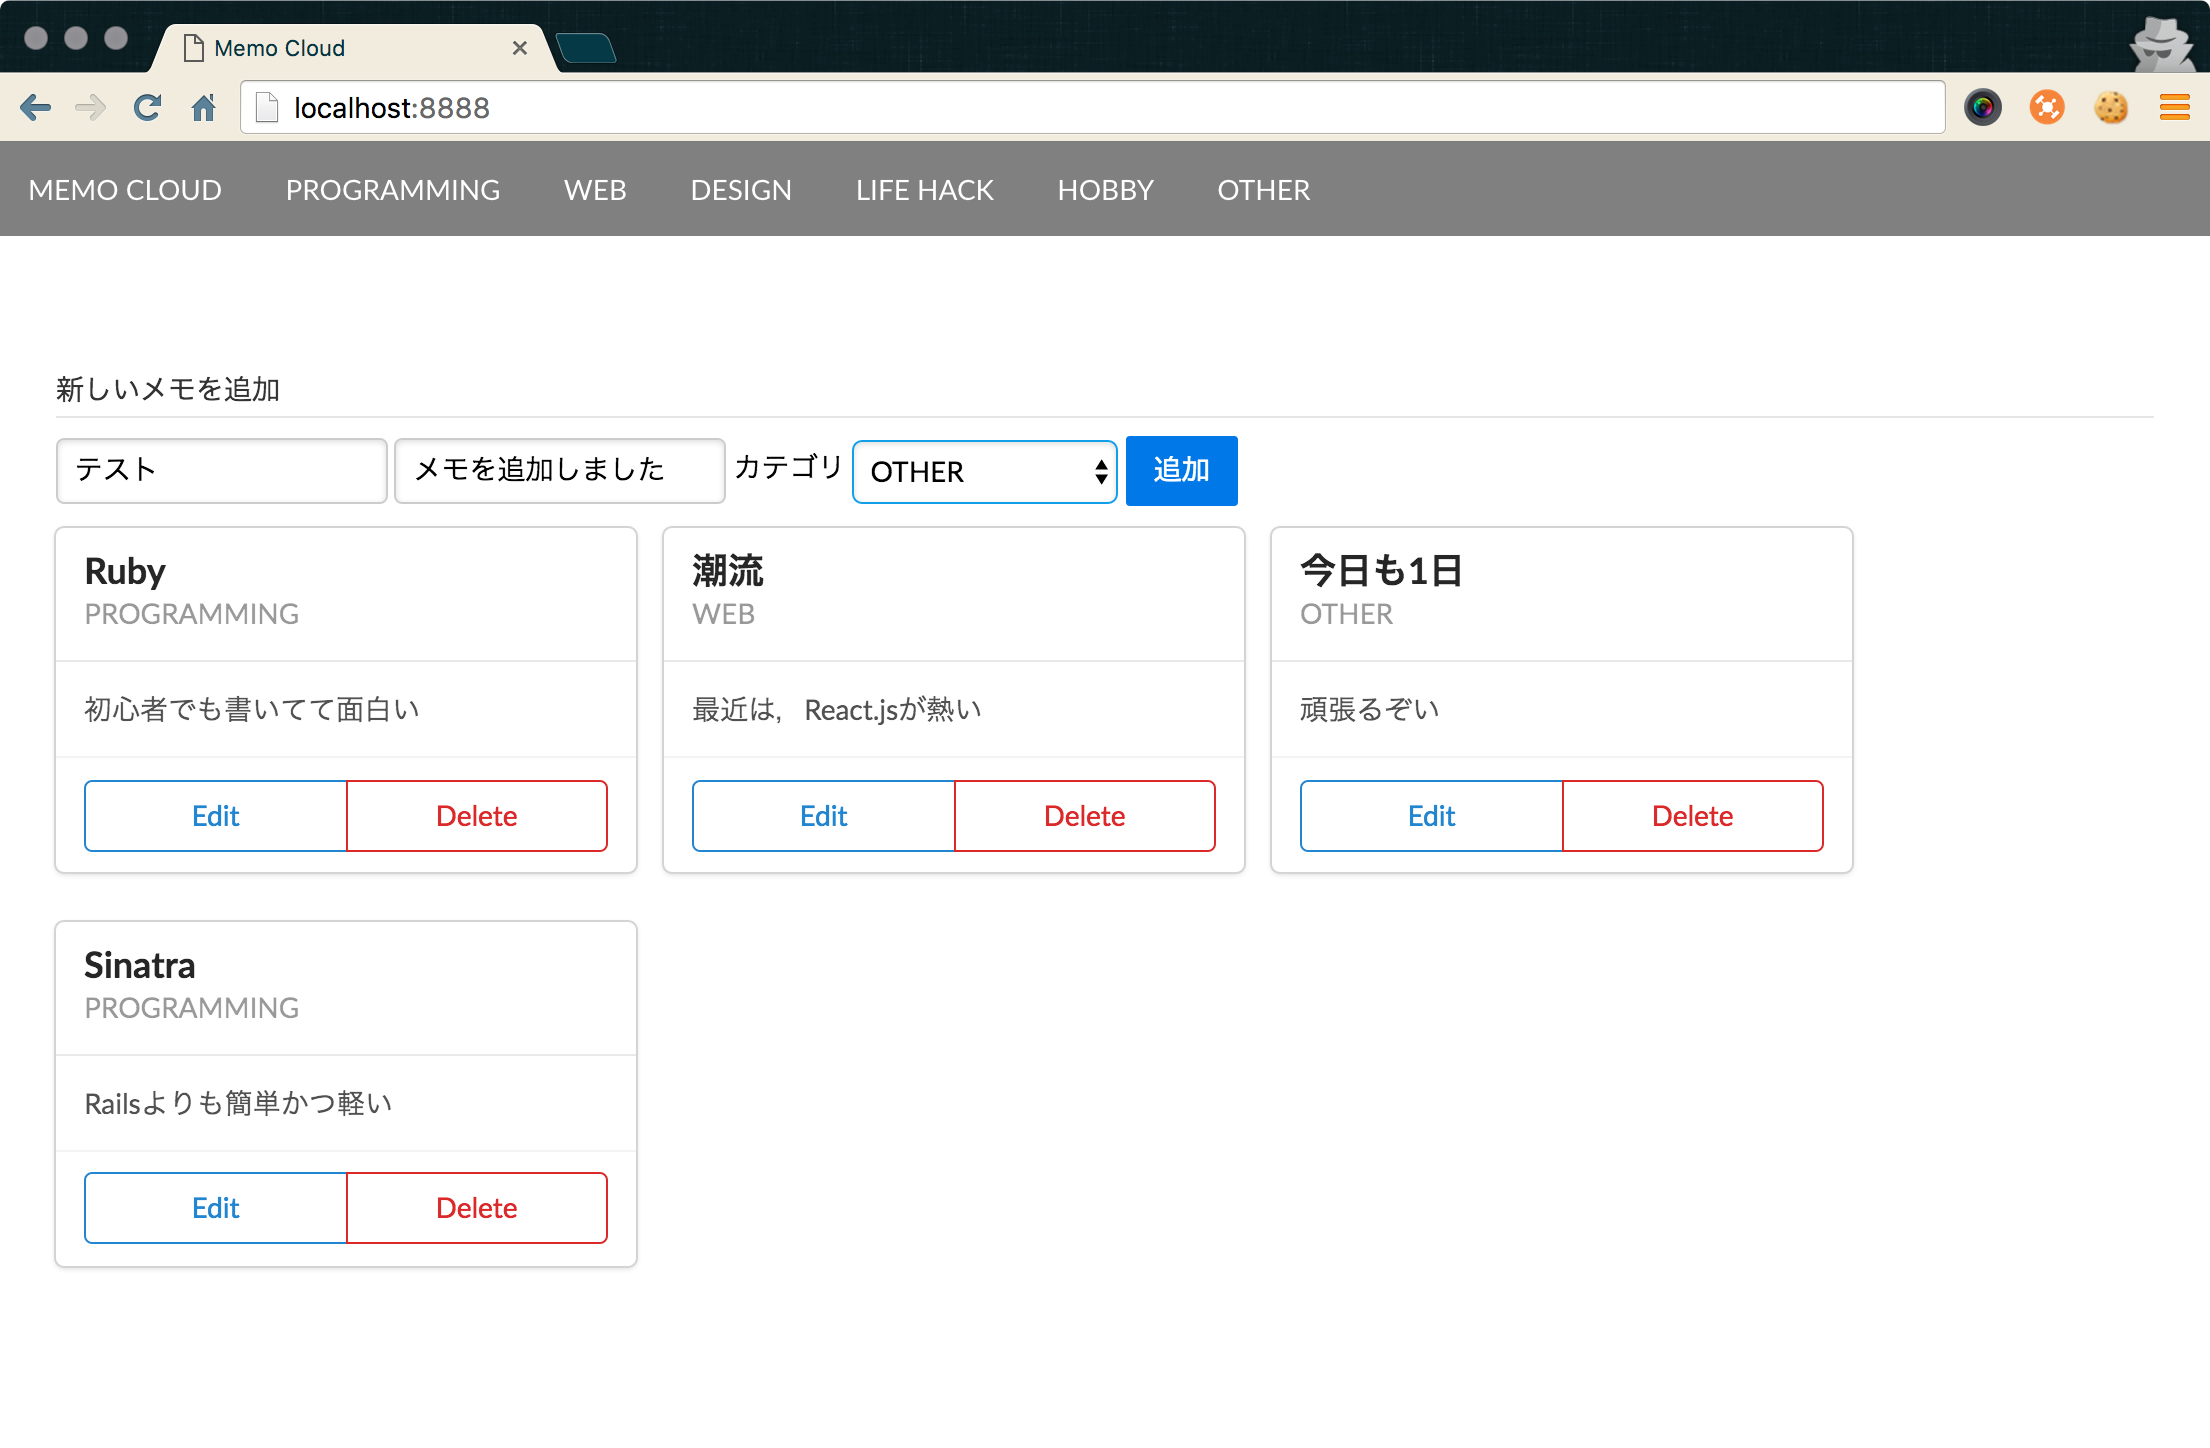 Memo Cloud
localhost:8888
MEMO CLOUD PROGRAMMING WEB DESIGN LIFE HACK HOBBY OTHER
新しいメモを追加
テスト メモを追加しました カテゴリ OTHER 追加
Ruby
PROGRAMMING
初心者でも書いてて面白い
Edit Delete
潮流
WEB
最近は，React.jsが熱い
Edit Delete
今日も1日
OTHER
頑張るぞい
Edit Delete
Sinatra
PROGRAMMING
Railsよりも簡単かつ軽い
Edit Delete